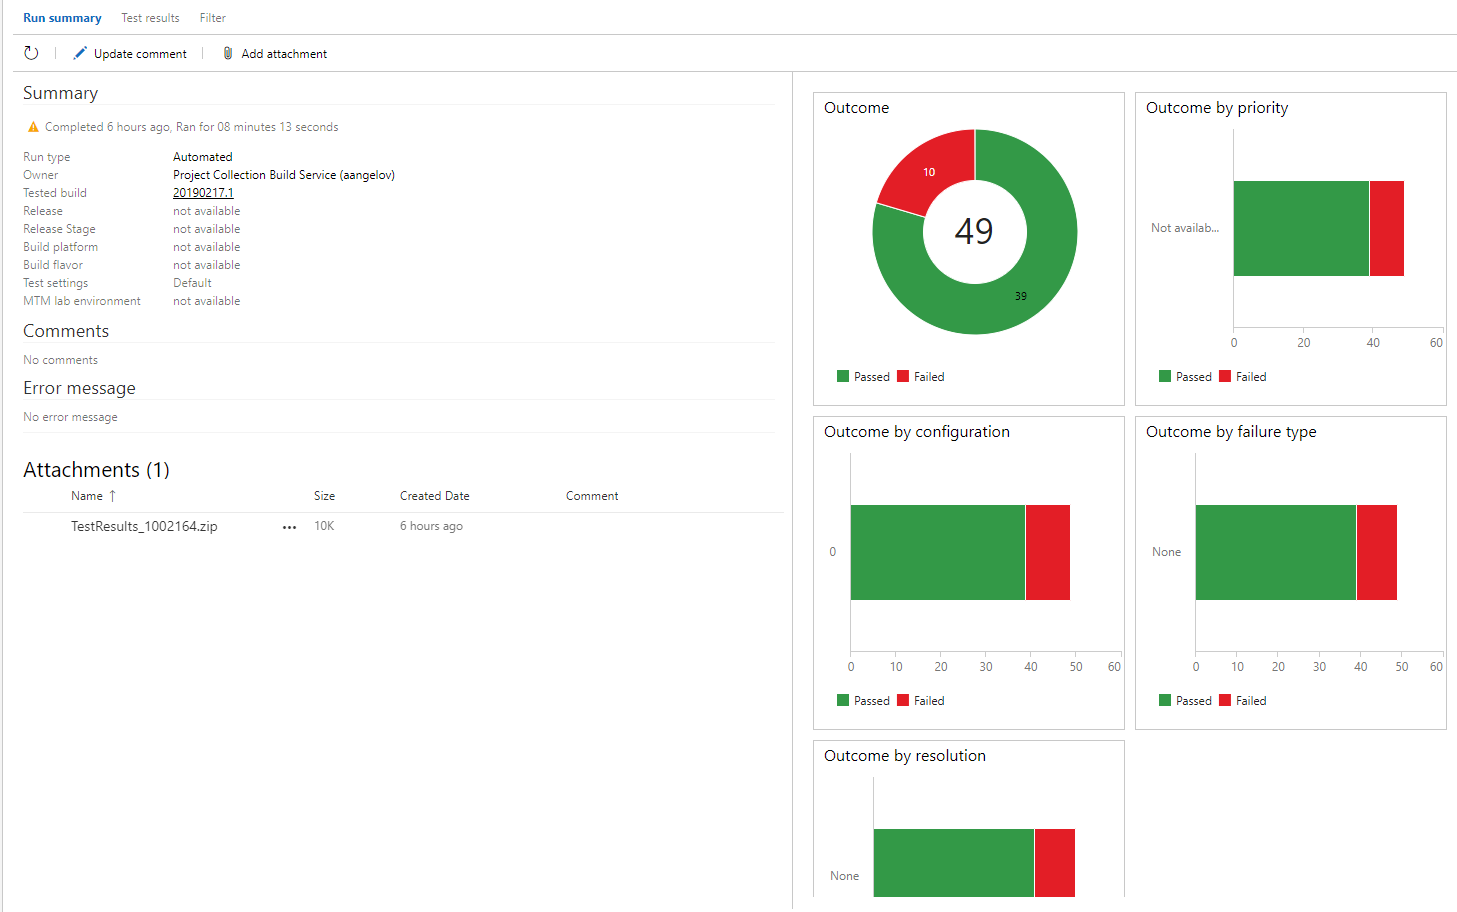 Run summary Test results Filter
Update comment Add attachment
Summary
Completed 6 hours ago, Ran for 08 minutes 13 seconds
Run type Automated
Owner Project Collection Build Service (aangelov)
Tested build 20190217.1
Release not available
Release Stage not available
Build platform not available
Build flavor not available
Test settings Default
MTM lab environment not available
Comments
No comments
Error message
No error message
Attachments (1)
Name ↑ Size Created Date Comment
TestResults_1002164.zip ... 10K 6 hours ago
Outcome
10
49
39
Passed Failed
Outcome by priority
Not availab...
0 20 40 60
Passed Failed
Outcome by configuration
0
0 10 20 30 40 50 60
Passed Failed
Outcome by failure type
None
0 10 20 30 40 50 60
Passed Failed
Outcome by resolution
None